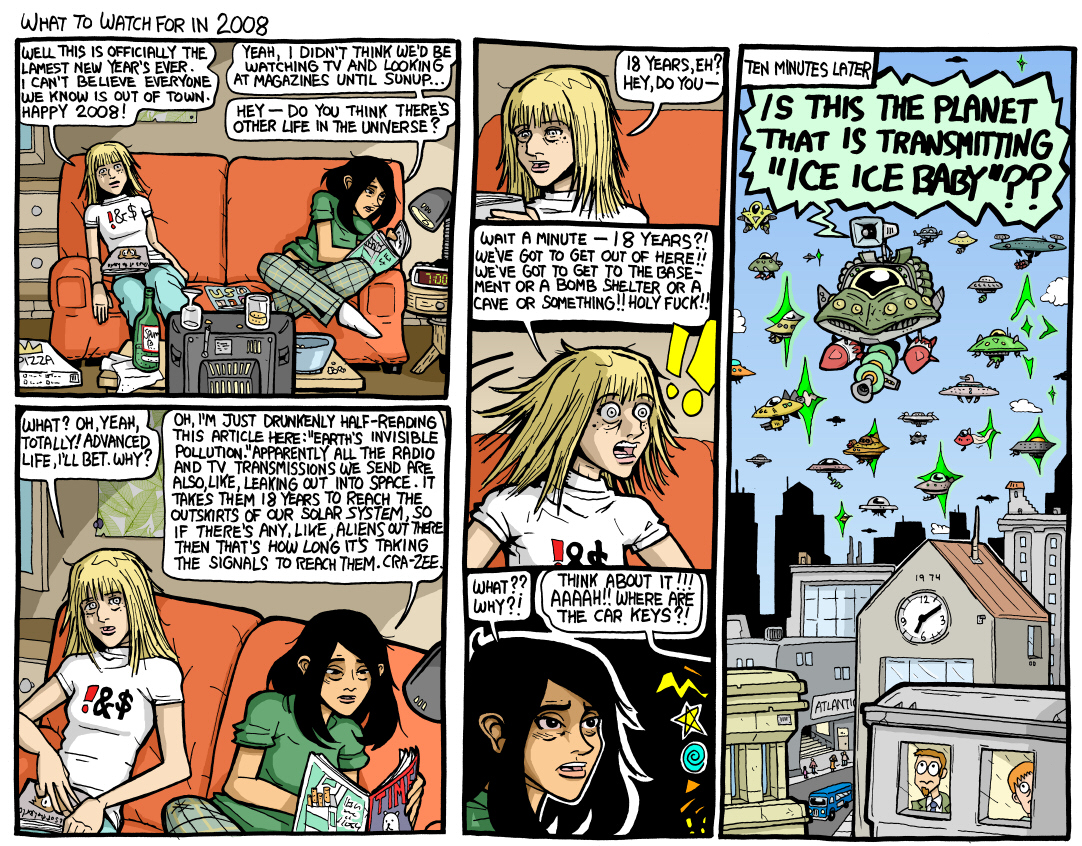 WHAT TO WATCH FOR IN 2008
WELL THIS IS OFFICIALLY THE
LAMEST NEW YEAR'S EVER.
I CAN'T BELIEVE EVERYONE
WE KNOW IS OUT OF TOWN.
HAPPY 2008!
YEAH, I DIDN'T THINK WE'D BE
WATCHING TV AND LOOKING
AT MAGAZINES UNTIL SUNUP...
HEY — DO YOU THINK THERE'S
OTHER LIFE IN THE UNIVERSE?
!&$
7:00
PIZZA
WHAT? OH, YEAH,
TOTALLY! ADVANCED
LIFE, I'LL BET. WHY?
OH, I'M JUST DRUNKENLY HALF-READING
THIS ARTICLE HERE: "EARTH'S INVISIBLE
POLLUTION." APPARENTLY ALL THE RADIO
AND TV TRANSMISSIONS WE SEND ARE
ALSO, LIKE, LEAKING OUT INTO SPACE. IT
TAKES THEM 18 YEARS TO REACH THE
OUTSKIRTS OF OUR SOLAR SYSTEM, SO
IF THERE'S ANY, LIKE, ALIENS OUT THERE
THEN THAT'S HOW LONG IT'S TAKING
THE SIGNALS TO REACH THEM. CRA-ZEE.
!&$
TIME
18 YEARS, EH?
HEY, DO YOU —
WAIT A MINUTE — 18 YEARS?!
WE'VE GOT TO GET OUT OF HERE!!
WE'VE GOT TO GET TO THE BASE-
MENT OR A BOMB SHELTER OR A
CAVE OR SOMETHING!! HOLY FUCK!!
!!
!&$
WHAT??
WHY?!
THINK ABOUT IT!!!
AAAAH!! WHERE ARE
THE CAR KEYS?!
TEN MINUTES LATER
IS THIS THE PLANET
THAT IS TRANSMITTING
"ICE ICE BABY"??
1974
12
9
3
6
ATLANTIC